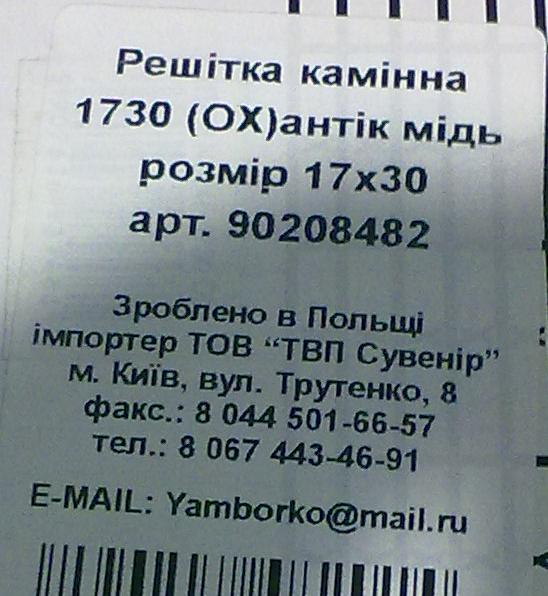 Решітка камінна
1730 (ОХ)антік мідь
розмір 17х30
арт. 90208482
Зроблено в Польщі
імпортер ТОВ “ТВП Сувенір”
м. Київ, вул. Трутенко, 8
факс.: 8 044 501-66-57
тел.: 8 067 443-46-91
E-MAIL: Yamborko@mail.ru